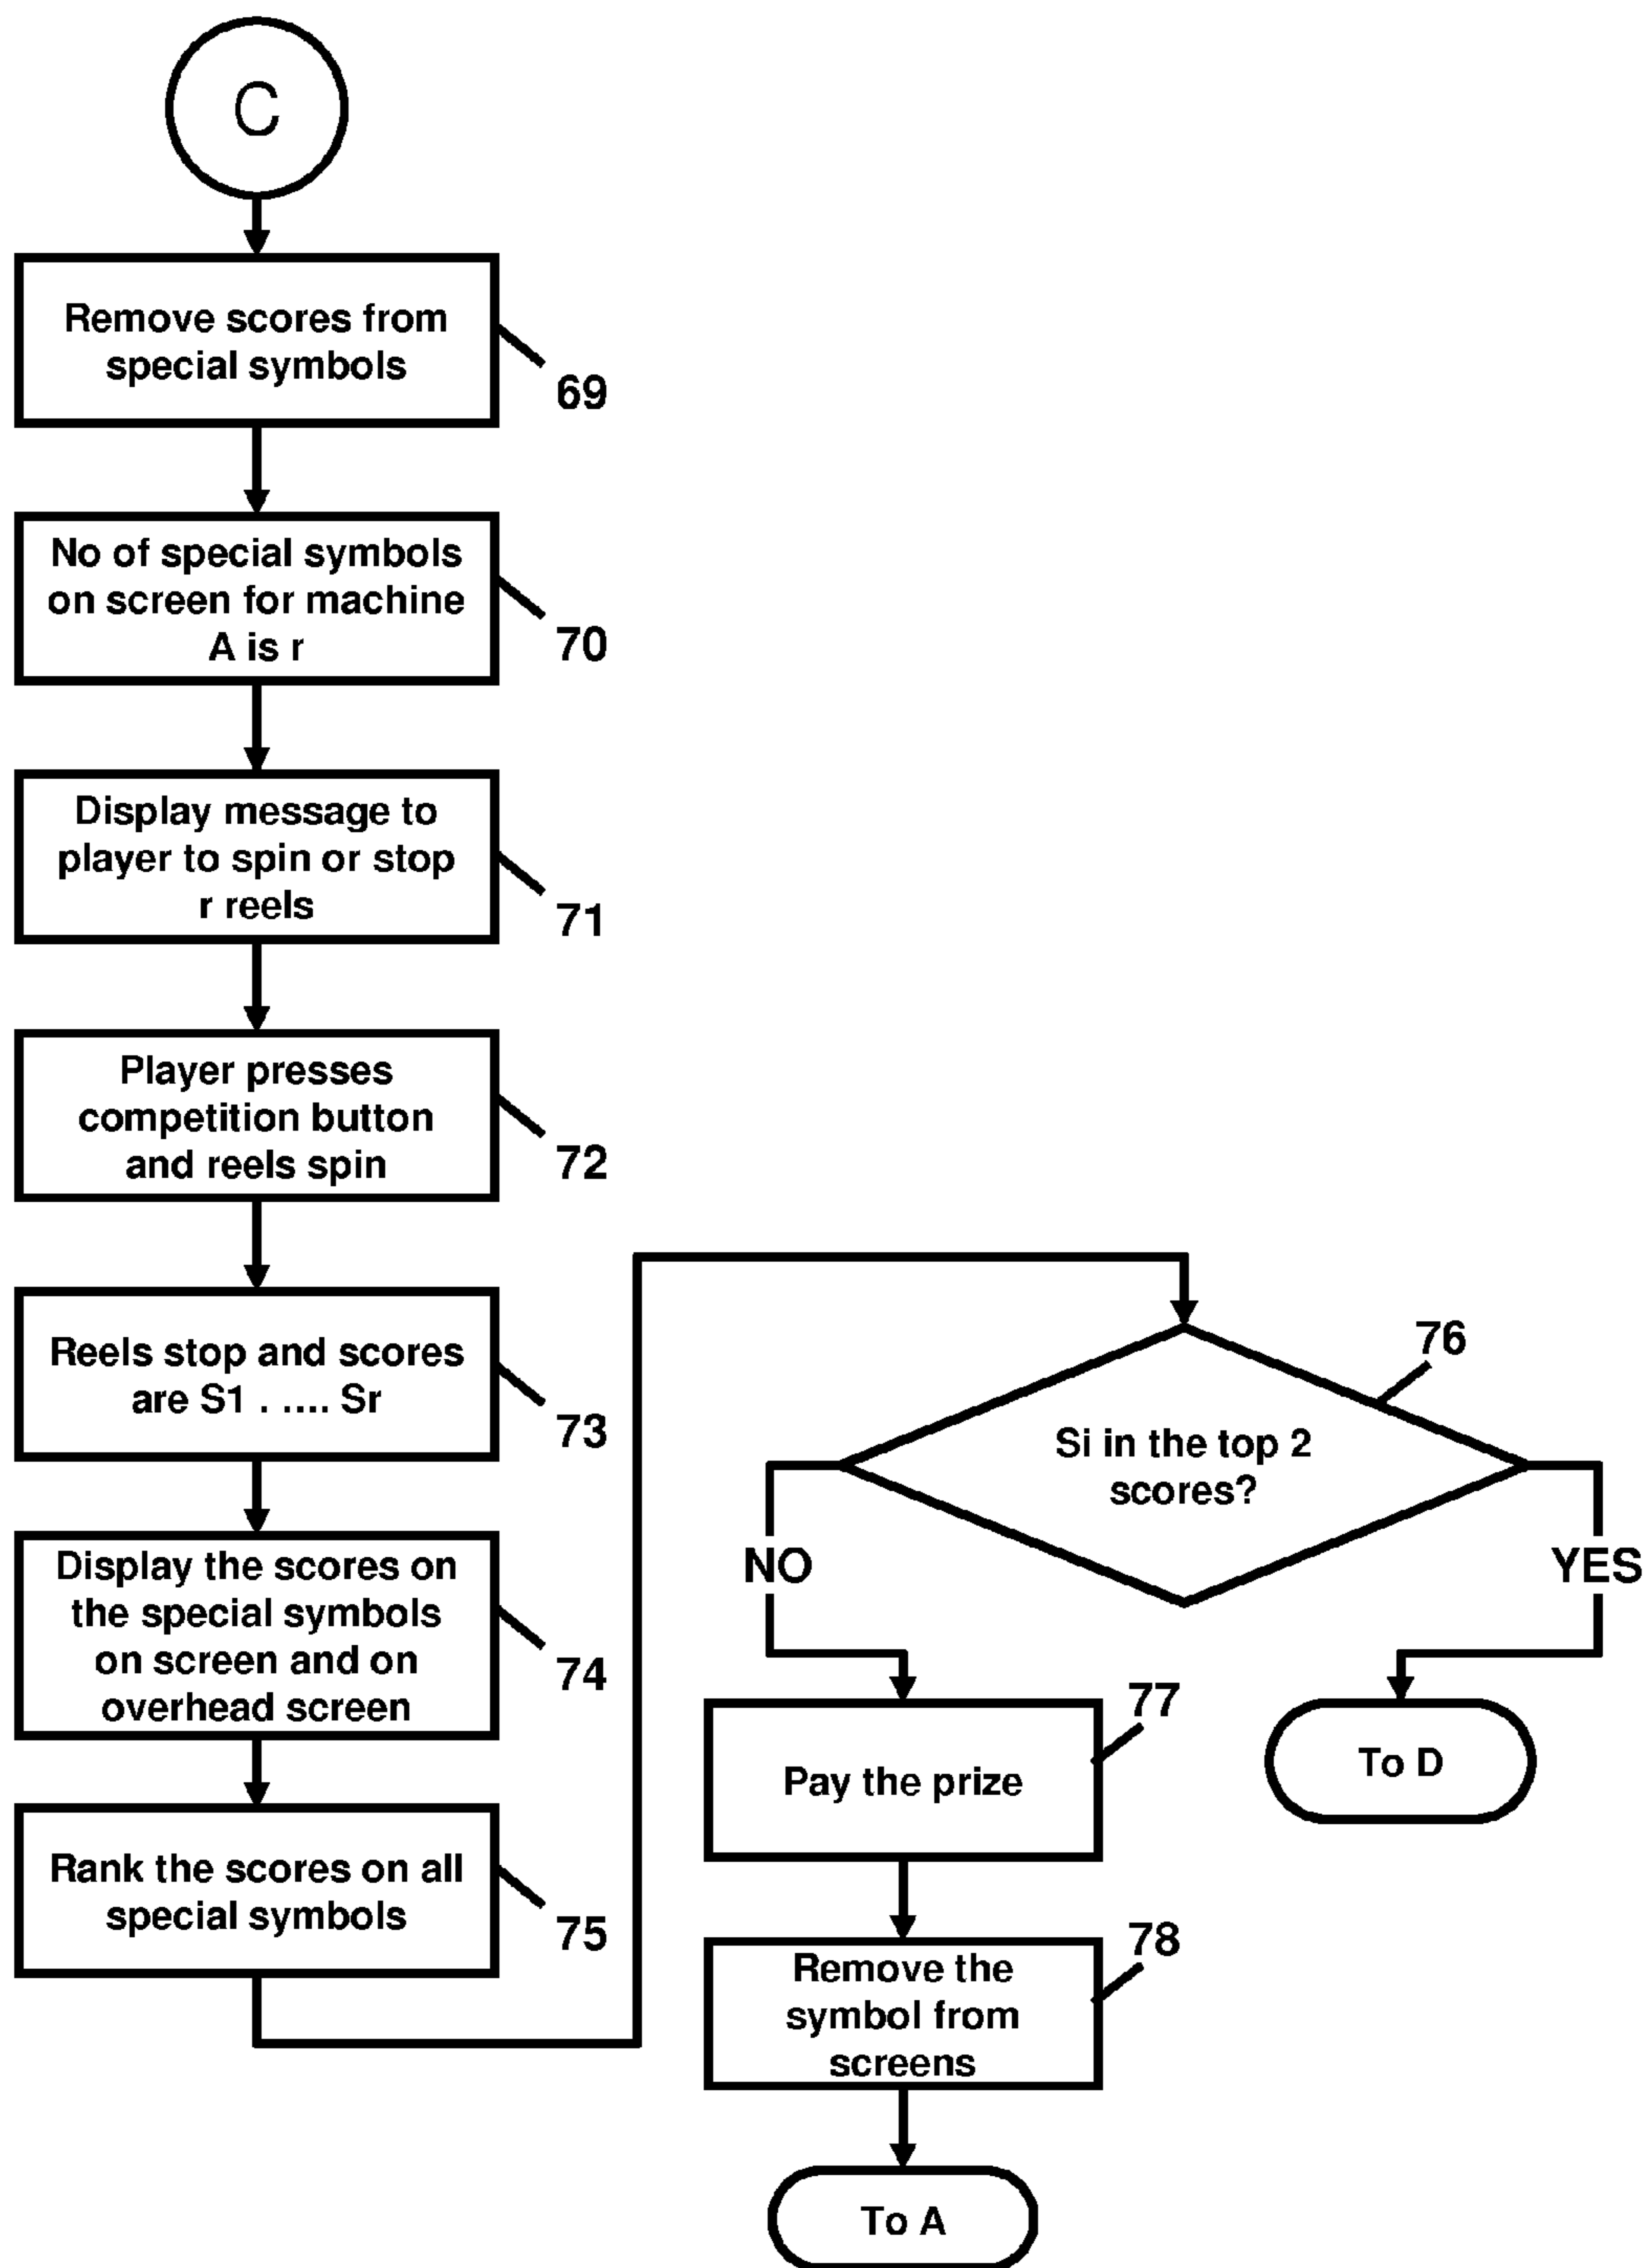 C
Remove scores from
special symbols
69
No of special symbols
on screen for machine
A is r
70
Display message to
player to spin or stop
r reels
71
Player presses
competition button
and reels spin
72
Reels stop and scores
are S1 . .... Sr
73
Display the scores on
the special symbols
on screen and on
overhead screen
74
Rank the scores on all
special symbols
75
76
Si in the top 2
scores?
NO
YES
77
Pay the prize
To D
78
Remove the
symbol from
screens
To A